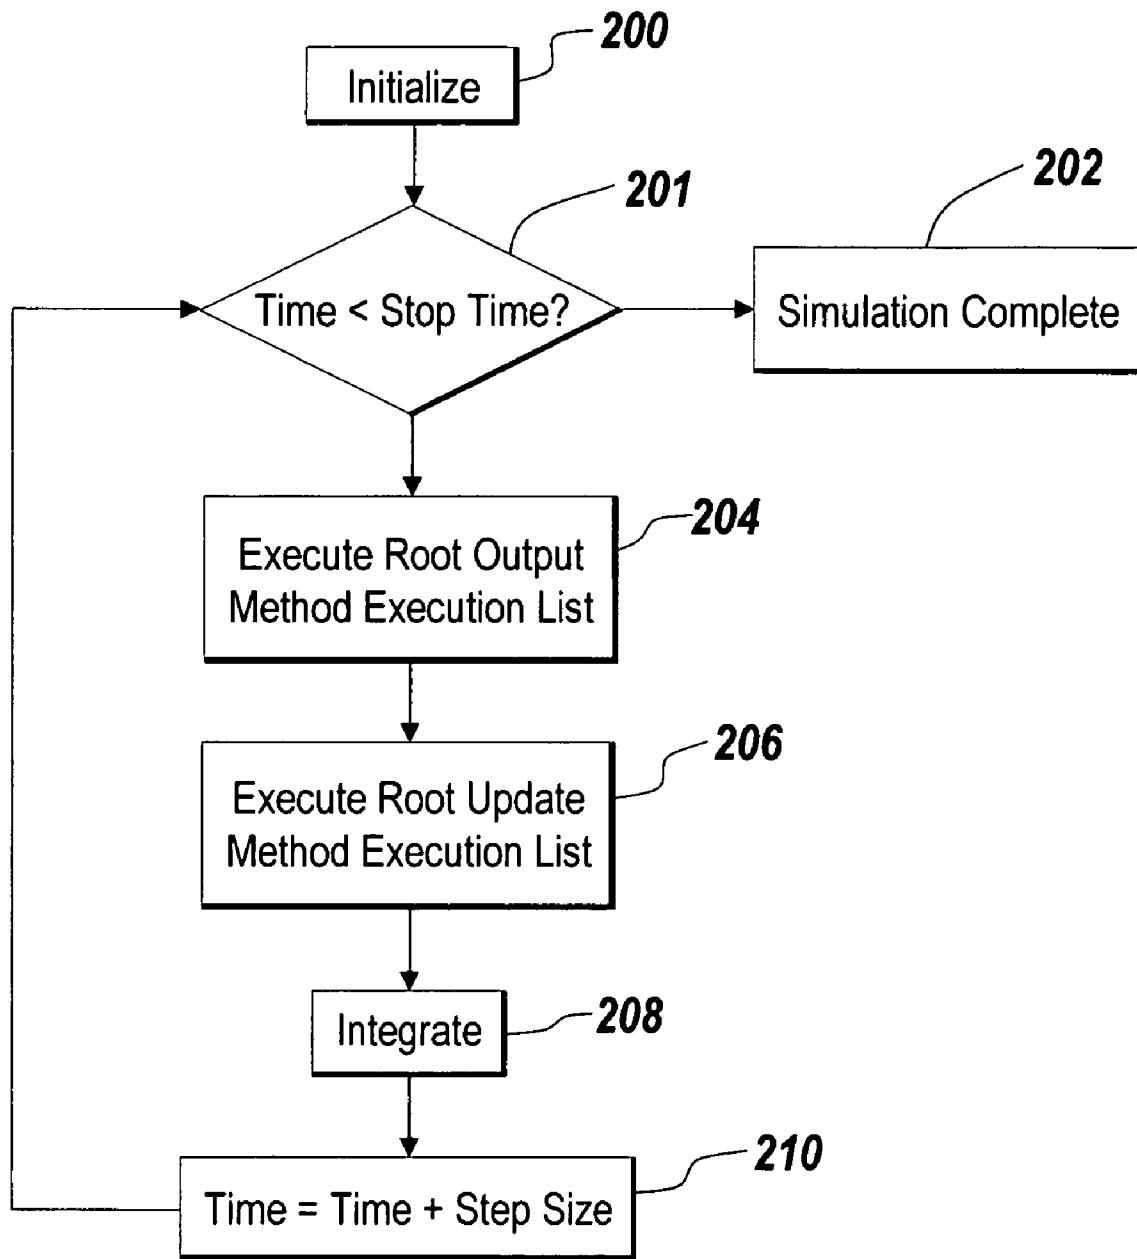 200
Initialize
201
202
Time < Stop Time?
Simulation Complete
204
Execute Root Output
Method Execution List
206
Execute Root Update
Method Execution List
208
Integrate
210
Time = Time + Step Size